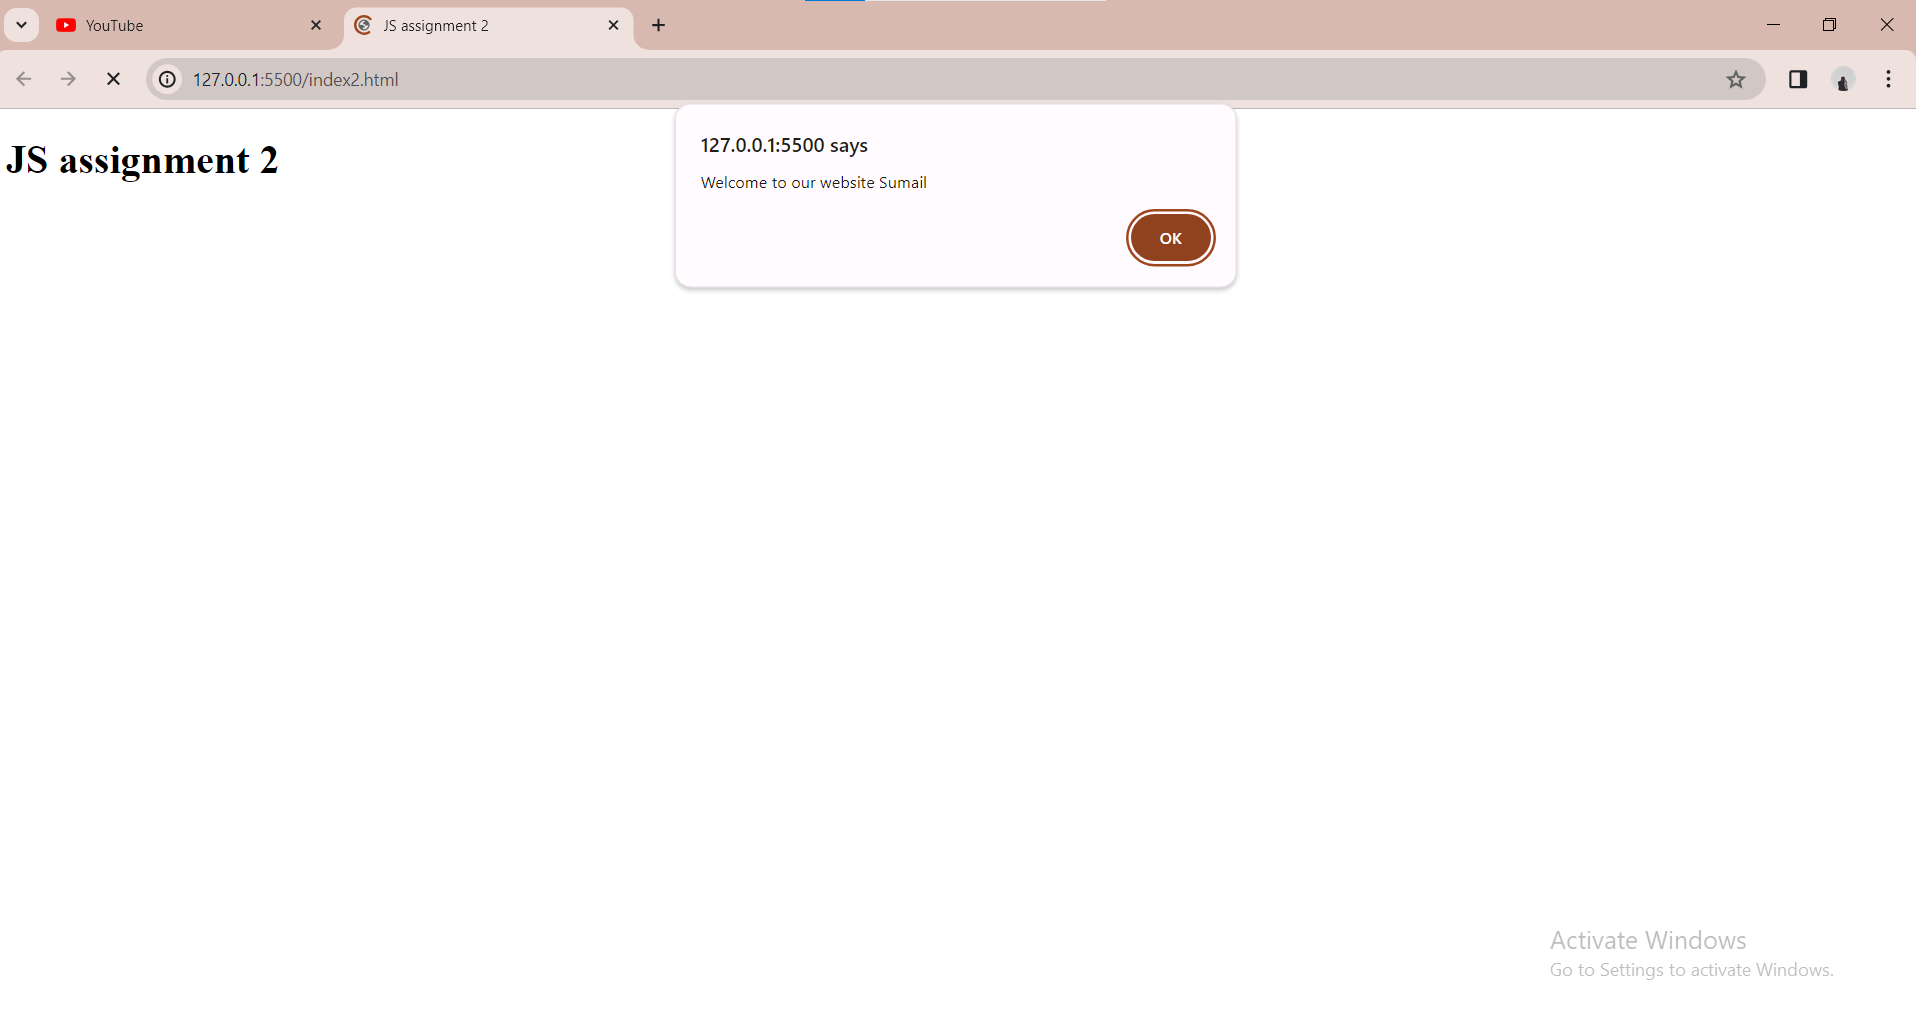 YouTube
JS assignment 2
127.0.0.1:5500/index2.html
JS assignment 2
127.0.0.1:5500 says
Welcome to our website Sumail
OK
Activate Windows
Go to Settings to activate Windows.